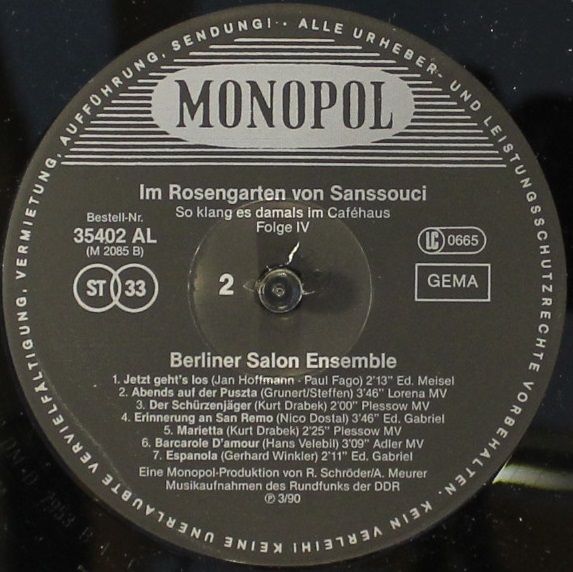 ALLE URHEBER- UND LEISTUNGSSCHUTZRECHTE VORBEHALTEN. KEIN VERLEIH! KEINE UNERLAUBTE VERVIELFÄLTIGUNG, VERMIETUNG, AUFFÜHRUNG, SENDUNG! ·
MONOPOL
Im Rosengarten von Sanssouci
So klang es damals im Caféhaus
Folge IV
Bestell-Nr.
35402 AL
(M 2085 B)
ST 33
LC 0665
GEMA
2
Berliner Salon Ensemble
1. Jetzt geht's los (Jan Hoffmann - Paul Fago) 2'13" Ed. Meisel
2. Abends auf der Puszta (Grunert/Steffen) 3'46" Lorena MV
3. Der Schürzenjäger (Kurt Drabek) 2'00" Plessow MV
4. Erinnerung an San Remo (Nico Dostal) 3'46" Ed. Gabriel
5. Marietta (Kurt Drabek) 2'25" Plessow MV
6. Barcarole D'amour (Hans Velebil) 3'09" Adler MV
7. Espanola (Gerhard Winkler) 2'11" Ed. Gabriel
Eine Monopol-Produktion von R. Schröder/A. Meurer
Musikaufnahmen des Rundfunks der DDR
℗ 3/90